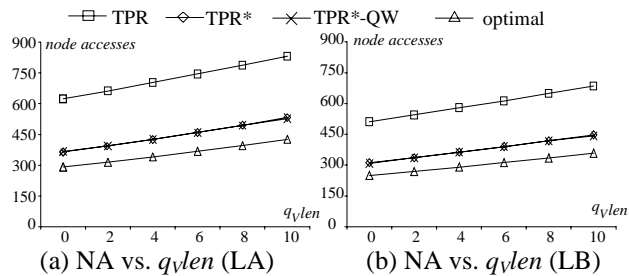 TPR TPR* TPR*-QW optimal
node accesses node accesses
900 900
750 750
600 600
450 450
300 300
150 150
0 0
qVlen qVlen
0 2 4 6 8 10 0 2 4 6 8 10
(a) NA vs. qVlen (LA) (b) NA vs. qVlen (LB)